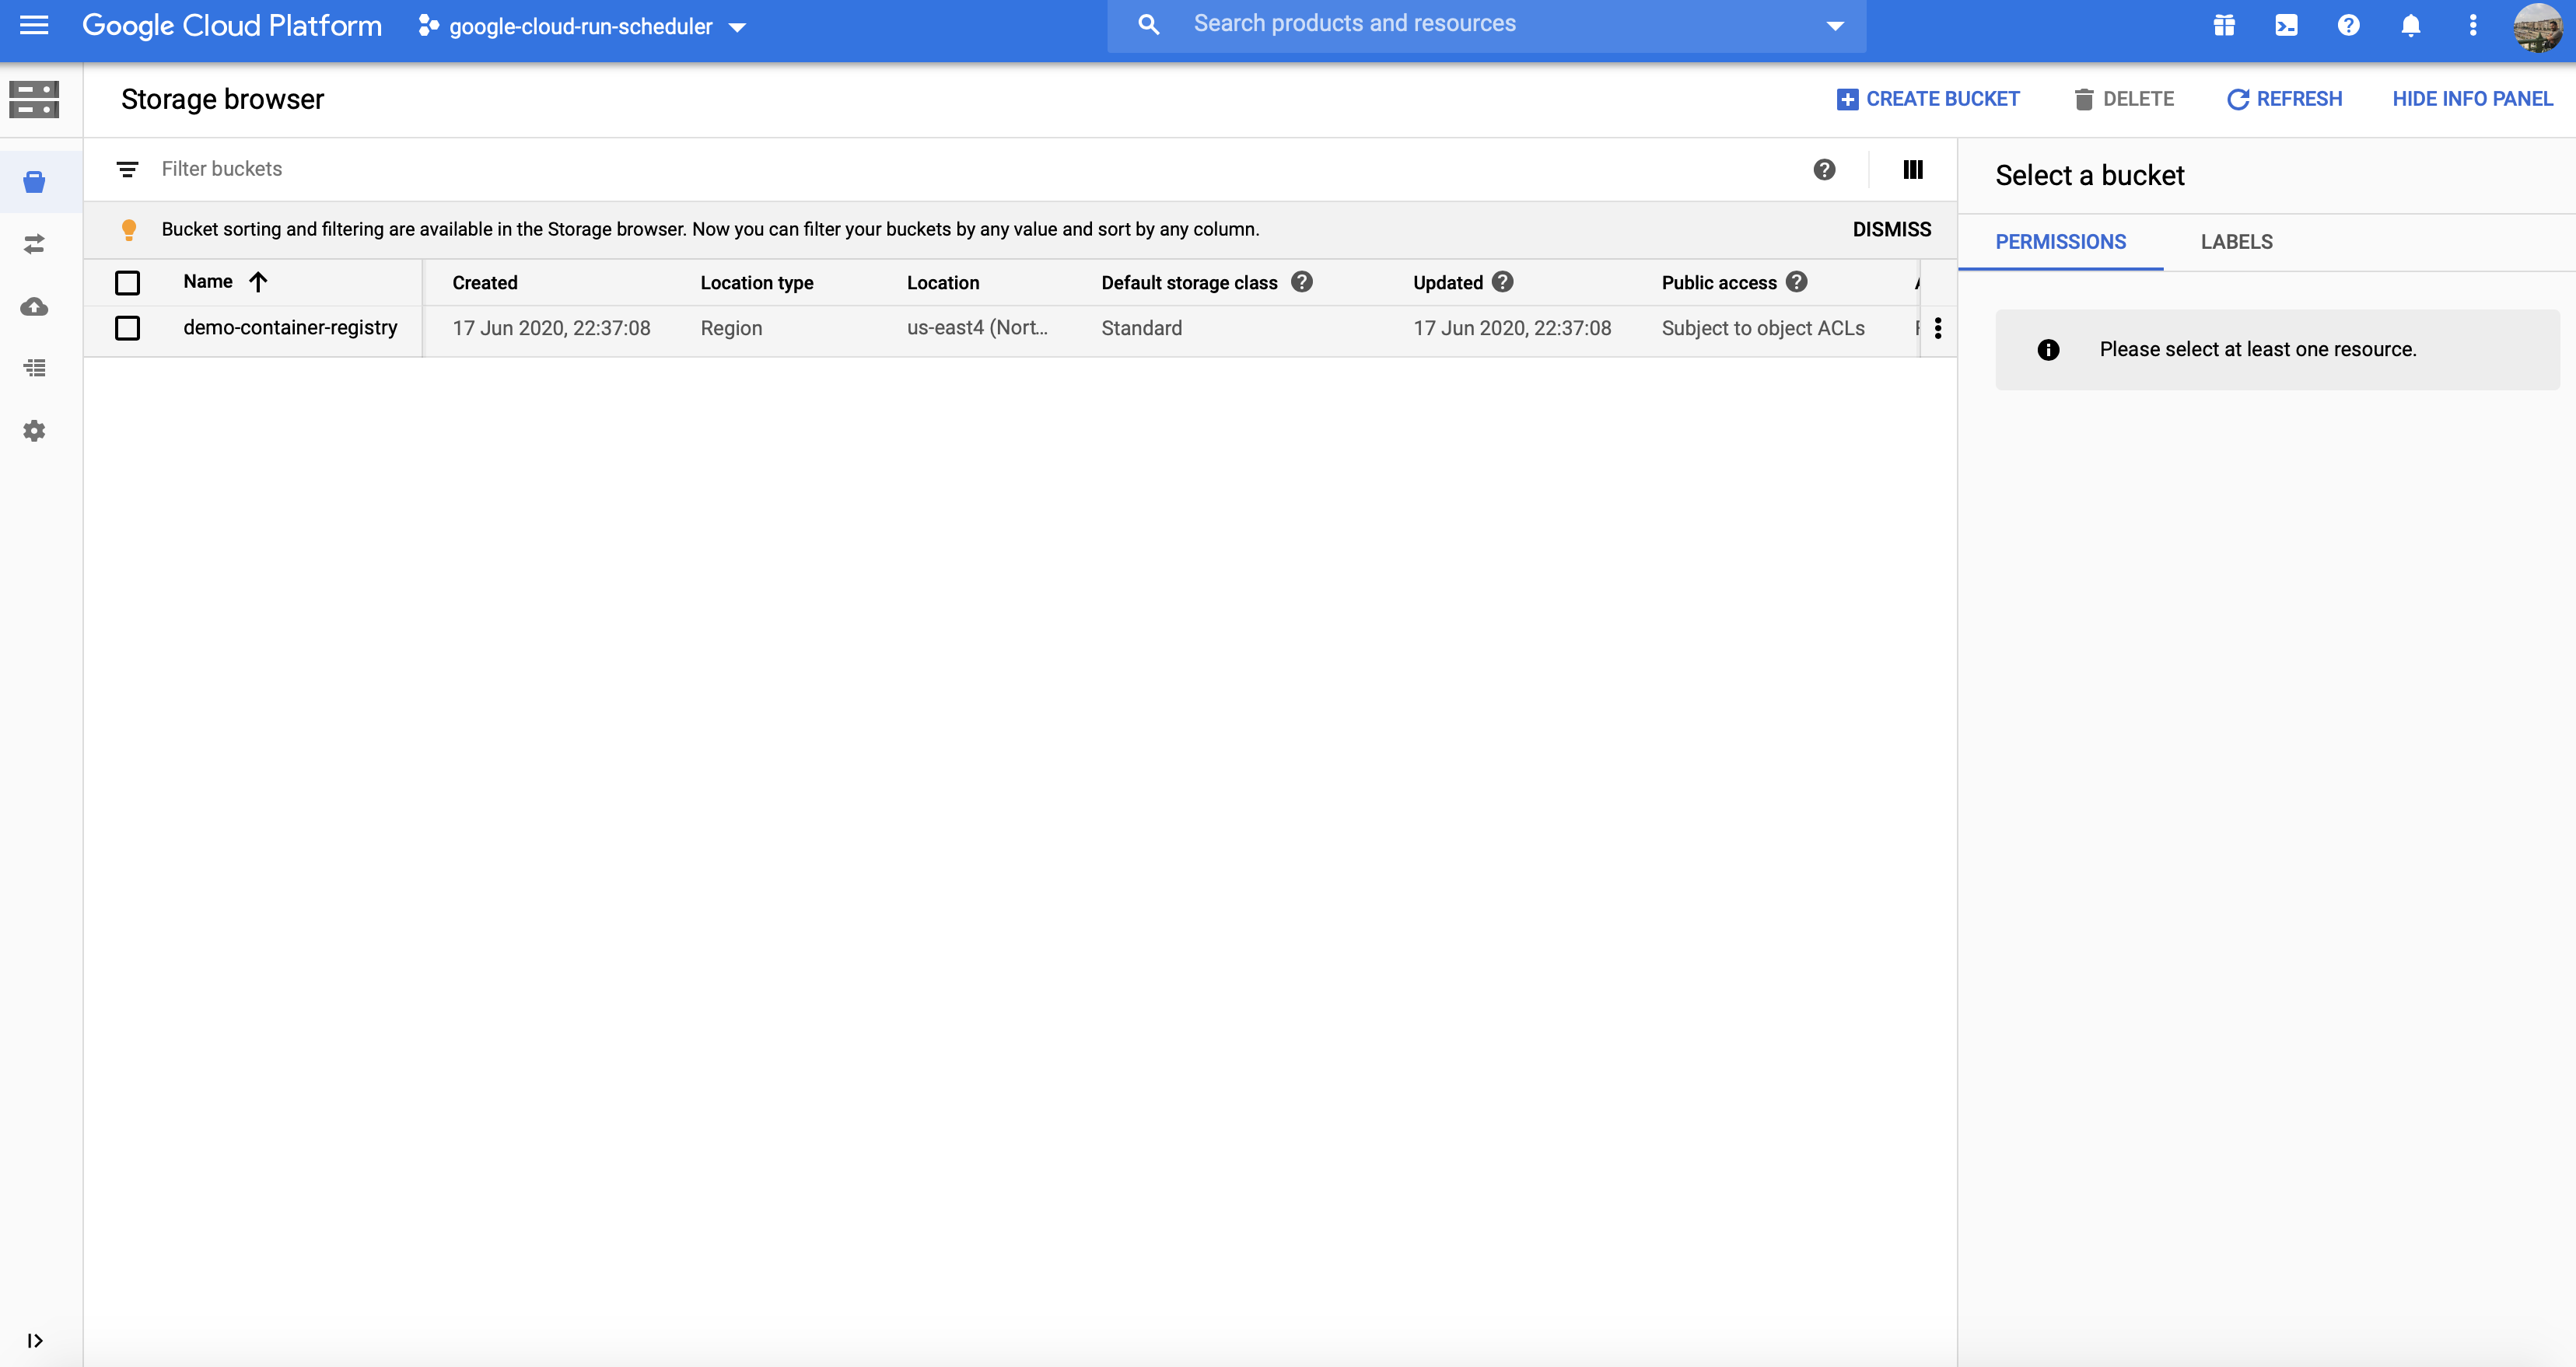 Google Cloud Platform google-cloud-run-scheduler Search products and resources
Storage browser CREATE BUCKET DELETE REFRESH HIDE INFO PANEL
Filter buckets
Bucket sorting and filtering are available in the Storage browser. Now you can filter your buckets by any value and sort by any column. DISMISS
Name Created Location type Location Default storage class Updated Public access
demo-container-registry 17 Jun 2020, 22:37:08 Region us-east4 (Nort... Standard 17 Jun 2020, 22:37:08 Subject to object ACLs
Select a bucket
PERMISSIONS LABELS
Please select at least one resource.